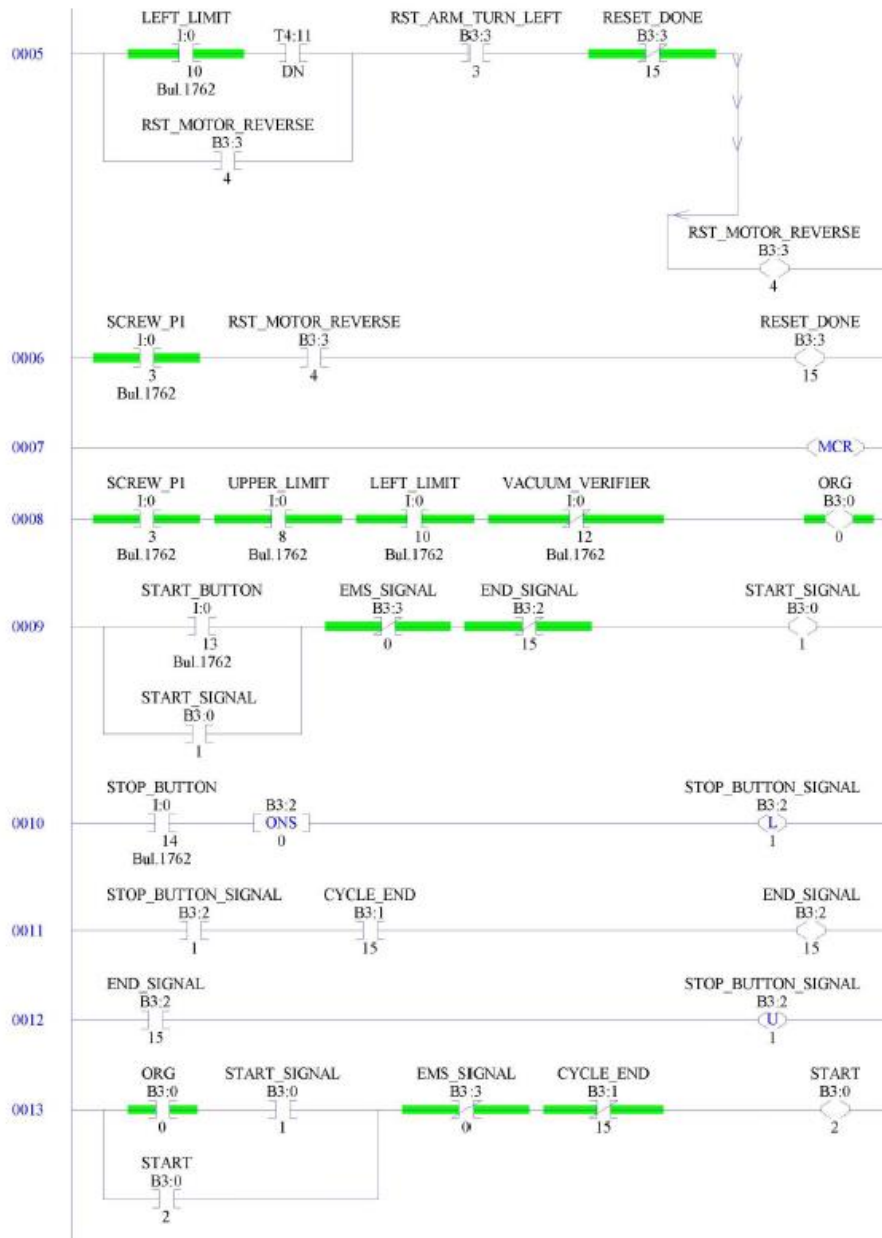 LEFT_LIMIT RST_ARM_TURN_LEFT RESET_DONE
I:0 T4:11 B3:3 B3:3
0005
10 DN 3 15
Bul.1762
RST_MOTOR_REVERSE
B3:3
4
RST_MOTOR_REVERSE
B3:3
4
SCREW_P1 RST_MOTOR_REVERSE RESET_DONE
I:0 B3:3 B3:3
0006
3 4 15
Bul.1762
0007 MCR
SCREW_P1 UPPER_LIMIT LEFT_LIMIT VACUUM_VERIFIER ORG
I:0 I:0 I:0 I:0 B3:0
0008
3 8 10 12 0
Bul.1762 Bul.1762 Bul.1762 Bul.1762
START_BUTTON EMS_SIGNAL END_SIGNAL START_SIGNAL
I:0 B3:3 B3:2 B3:0
0009
13 0 15 1
Bul.1762
START_SIGNAL
B3:0
1
STOP_BUTTON STOP_BUTTON_SIGNAL
I:0 B3:2 B3:2
0010 ONS L
14 0 1
Bul.1762
STOP_BUTTON_SIGNAL CYCLE_END END_SIGNAL
B3:2 B3:1 B3:2
0011
1 15 15
END_SIGNAL STOP_BUTTON_SIGNAL
B3:2 B3:2
0012 U
15 1
ORG START_SIGNAL EMS_SIGNAL CYCLE_END START
B3:0 B3:0 B3:3 B3:1 B3:0
0013
0 1 0 15 2
START
B3:0
2